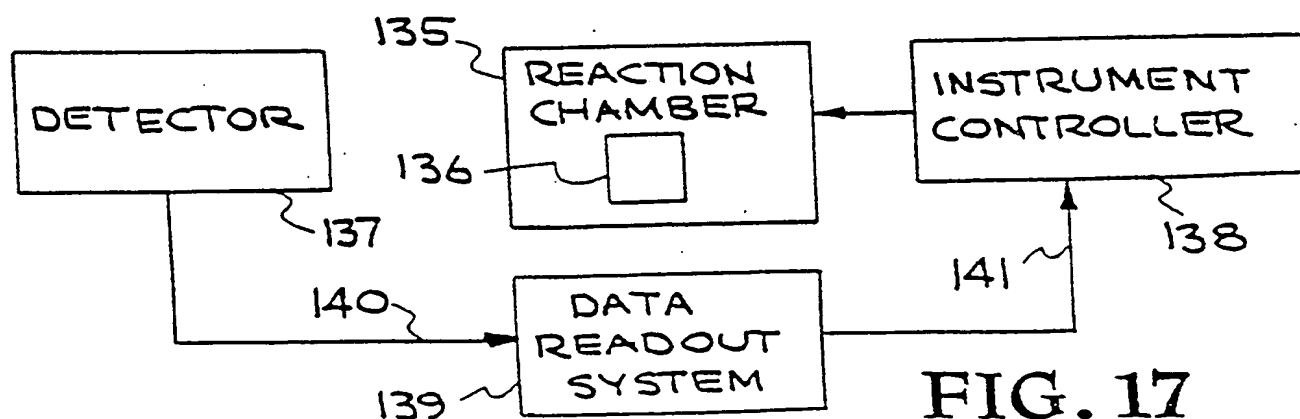 135
REACTION
CHAMBER
136
DETECTOR
137
INSTRUMENT
CONTROLLER
138
140
141
DATA
READOUT
SYSTEM
139
FIG. 17